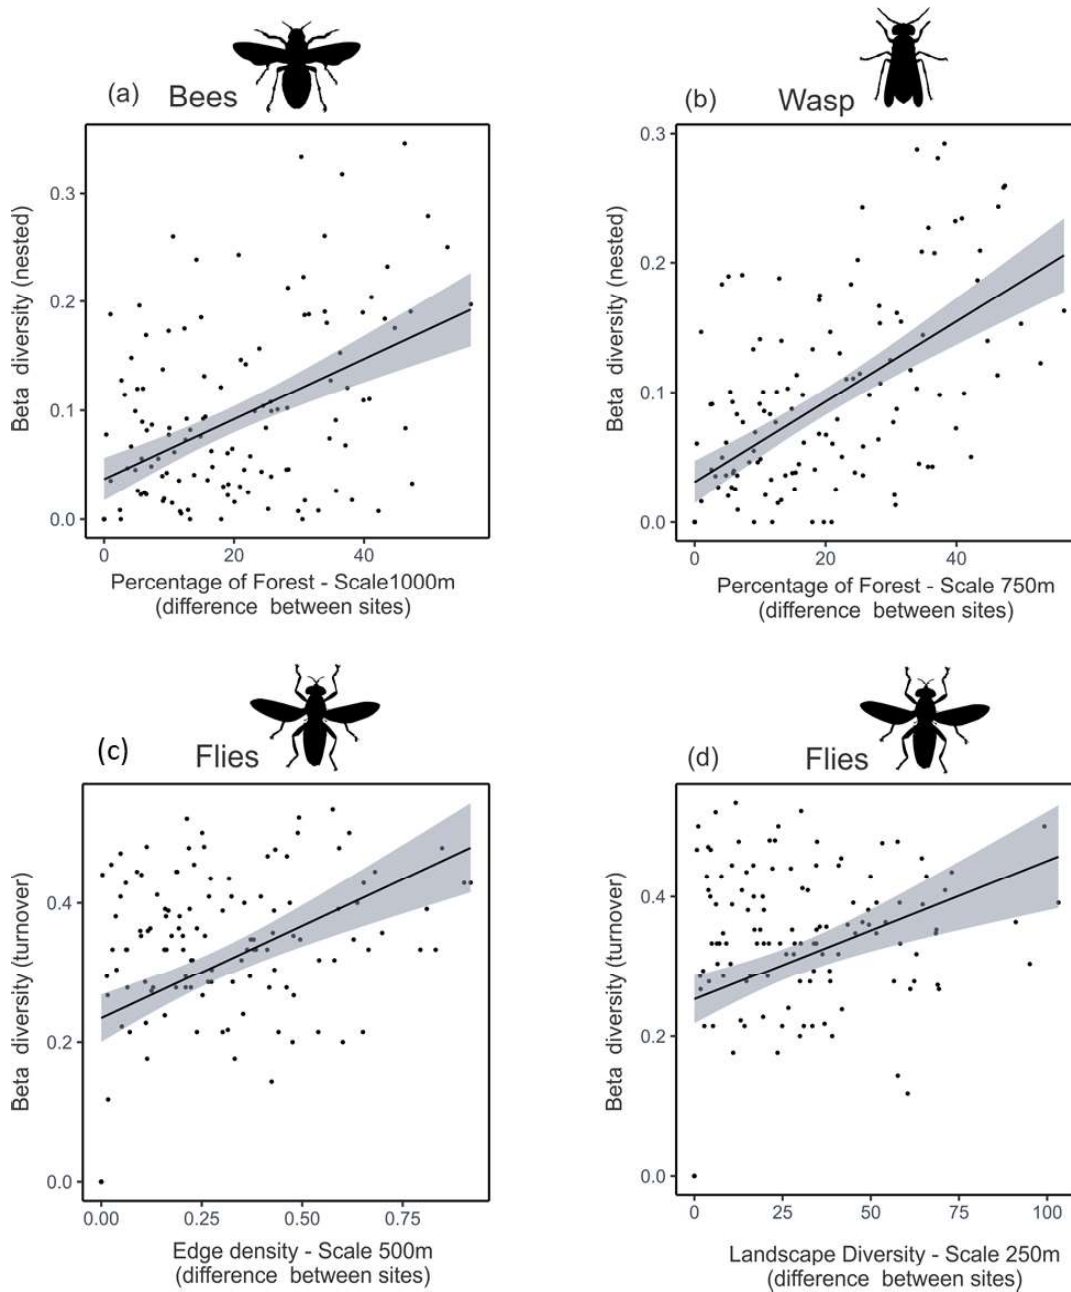 (a) Bees
(b) Wasp
Beta diversity (nested)
0.3
0.2
0.1
0.0
0 20 40
Percentage of Forest - Scale1000m
(difference between sites)
Beta diversity (nested)
0.3
0.2
0.1
0.0
0 20 40
Percentage of Forest - Scale 750m
(difference between sites)
(c) Flies
(d) Flies
Beta diversity (turnover)
0.4
0.2
0.0
0.00 0.25 0.50 0.75
Edge density - Scale 500m
(difference between sites)
Beta diversity (turnover)
0.4
0.2
0.0
0 25 50 75 100
Landscape Diversity - Scale 250m
(difference between sites)